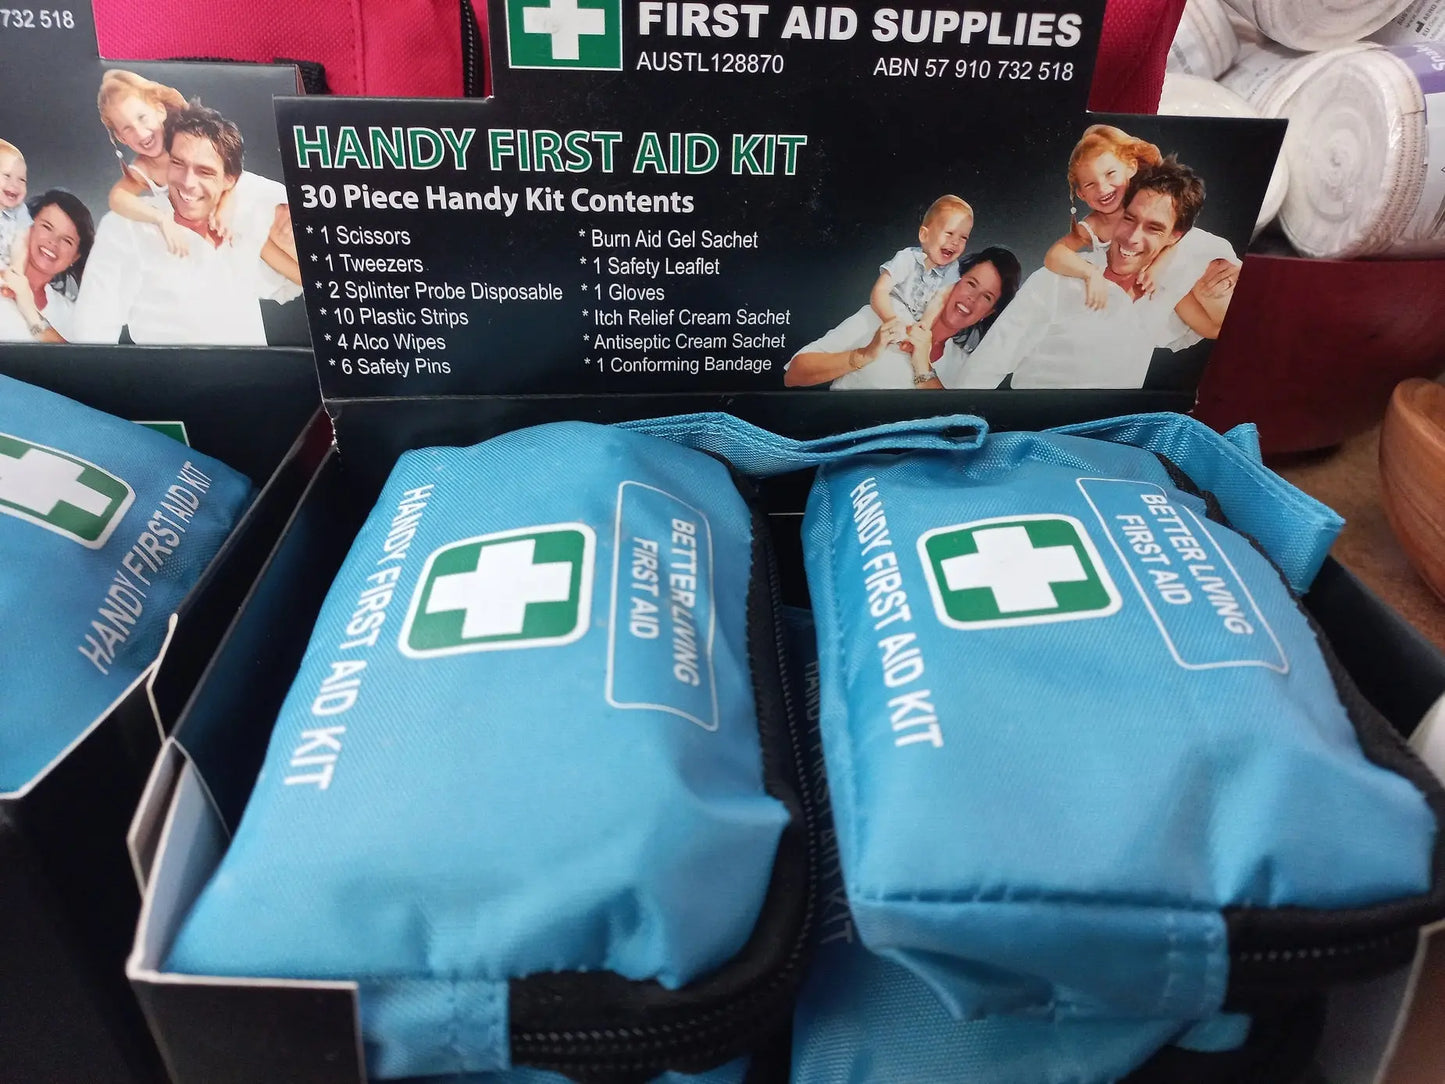 732 518
FIRST AID SUPPLIES
AUSTL128870
ABN 57 910 732 518
HANDY FIRST AID KIT
30 Piece Handy Kit Contents
* 1 Scissors
* 1 Tweezers
* 2 Splinter Probe Disposable
* 10 Plastic Strips
* 4 Alco Wipes
* 6 Safety Pins
* Burn Aid Gel Sachet
* 1 Safety Leaflet
* 1 Gloves
* Itch Relief Cream Sachet
* Antiseptic Cream Sachet
* 1 Conforming Bandage
HANDY FIRST AID KIT
HANDY FIRST AID KIT
BETTER LIVING
FIRST AID
HANDY FIRST AID KIT
BETTER LIVING
FIRST AID
HANDY FIRST AID KIT